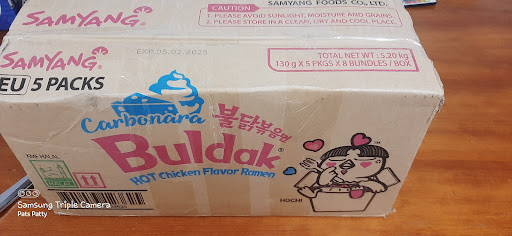 SAMYANG
CAUTION
SAMYANG FOODS CO., LTD.
1. PLEASE AVOID SUNLIGHT, MOISTURE AND GRAINS.
2. PLEASE STORE IN A CLEAN, DRY AND COOL PLACE.
SAMYANG
EXP.05.02.2023
TOTAL NET WT : 5.20 kg
130 g X 5 PKGS X 8 BUNDLES / BOX
EU 5 PACKS
Carbonara
불닭볶음면
Buldak
HOT Chicken Flavor Ramen
KMF HALAL
HOCHI
Samsung Triple Camera
Pats Patty